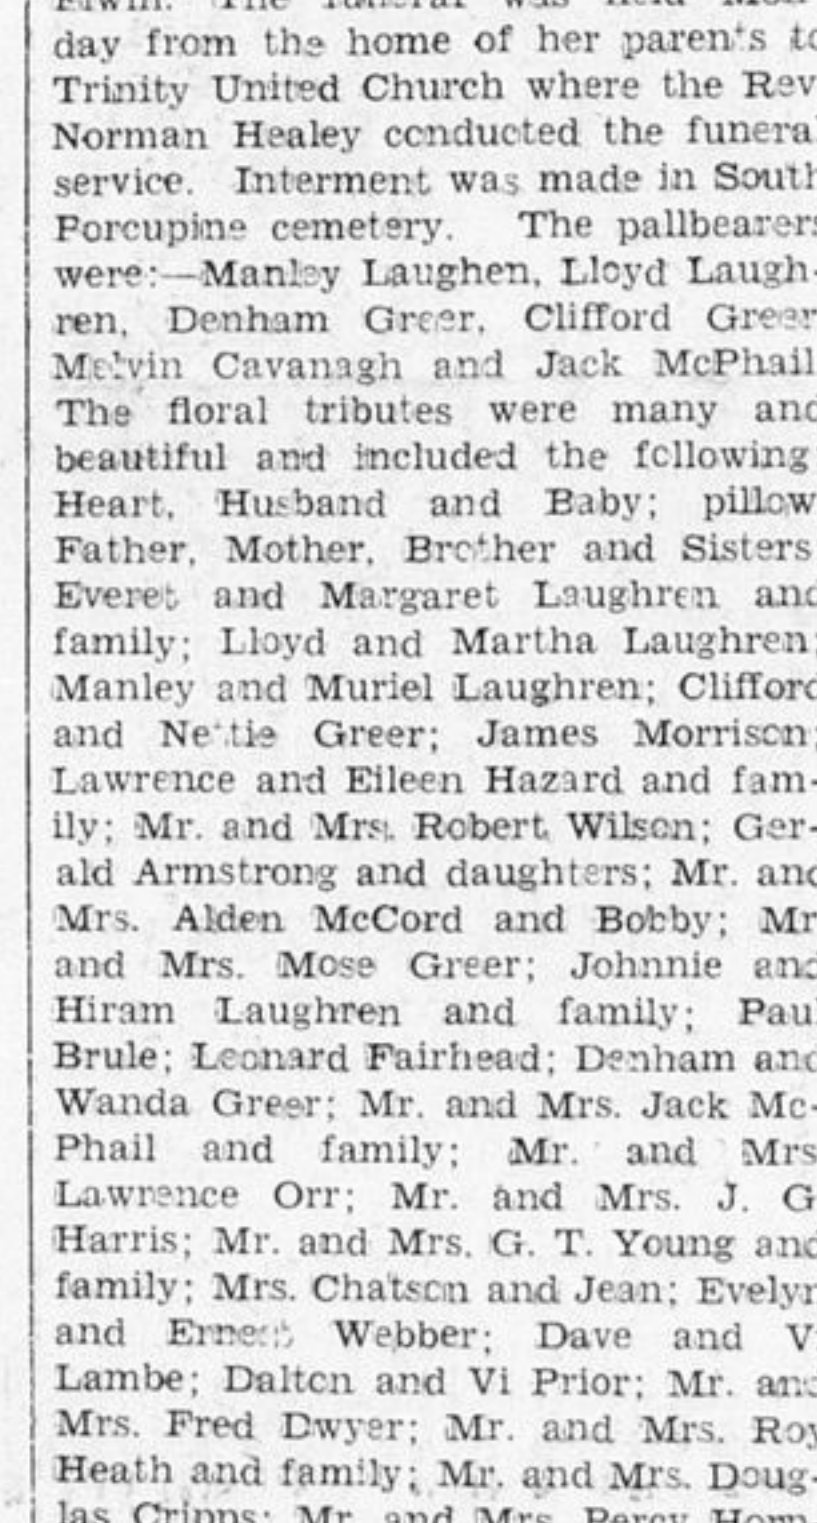 day from the home of her parents to
Trinity United Church where the Rev
Norman Healey conducted the funeral
service. Interment was made in South
Porcupine cemetery. The pallbearers
were:—Manley Laughen, Lloyd Laugh-
ren, Denham Greer, Clifford Greer
Melvin Cavanagh and Jack McPhail
The floral tributes were many and
beautiful and included the following
Heart, Husband and Baby; pillow
Father, Mother, Brother and Sisters
Everet and Margaret Laughren and
family; Lloyd and Martha Laughren;
Manley and Muriel Laughren; Clifford
and Nettie Greer; James Morrison;
Lawrence and Eileen Hazard and fam-
ily; Mr. and Mrs. Robert Wilson; Ger-
ald Armstrong and daughters; Mr. and
Mrs. Alden McCord and Bobby; Mr
and Mrs. Mose Greer; Johnnie and
Hiram Laughren and family; Paul
Brule; Leonard Fairhead; Denham and
Wanda Greer; Mr. and Mrs. Jack Mc-
Phail and family; Mr. and Mrs
Lawrence Orr; Mr. and Mrs. J. G
Harris; Mr. and Mrs. G. T. Young and
family; Mrs. Chatson and Jean; Evelyn
and Ernest Webber; Dave and Vi
Lambe; Dalton and Vi Prior; Mr. and
Mrs. Fred Dwyer; Mr. and Mrs. Roy
Heath and family; Mr. and Mrs. Doug-
las Cripps; Mr. and Mrs. Percy